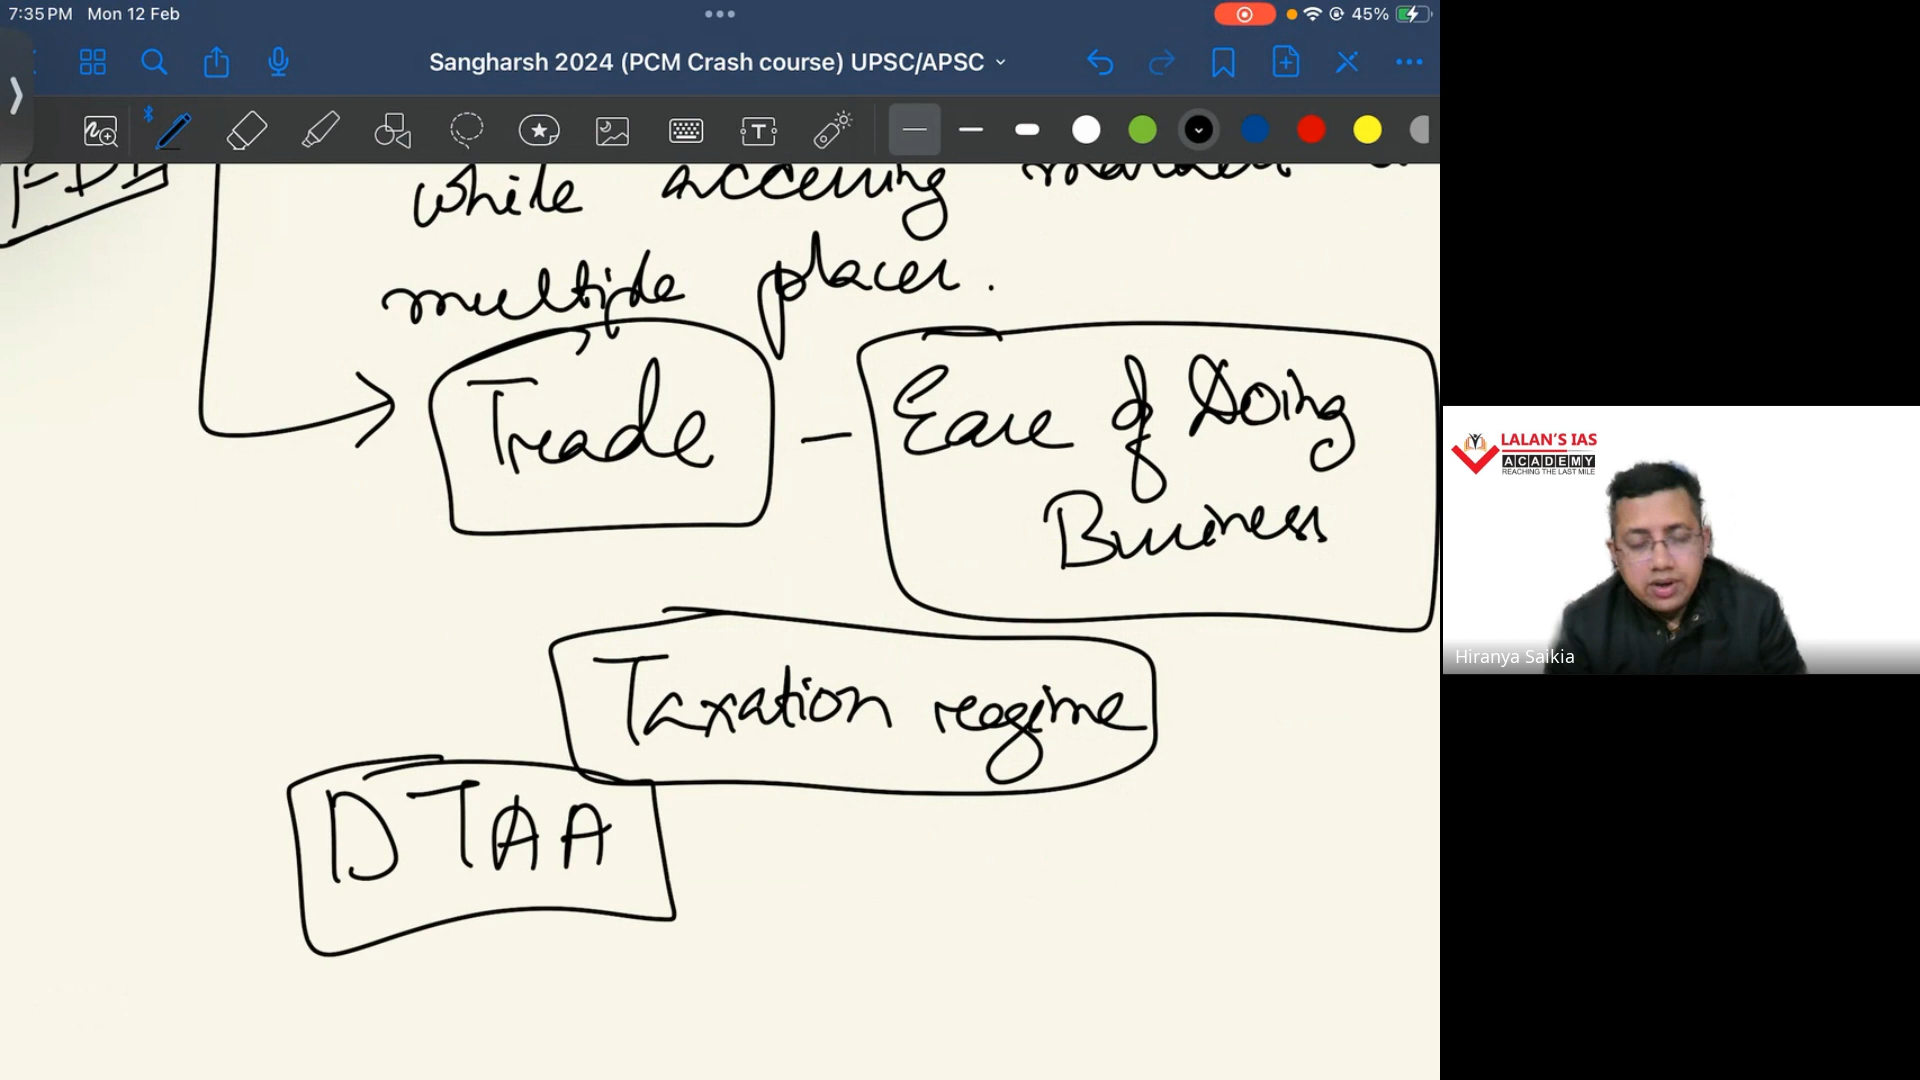 7:35 PM Mon 12 Feb
45%
Sangharsh 2024 (PCM Crash course) UPSC/APSC
T
while accessing
multiple places.
Trade — Ease of Doing
Business
Taxation regime
DTAA
LALAN'S IAS
ACADEMY
REACHING THE LAST MILE
Hiranya Saikia